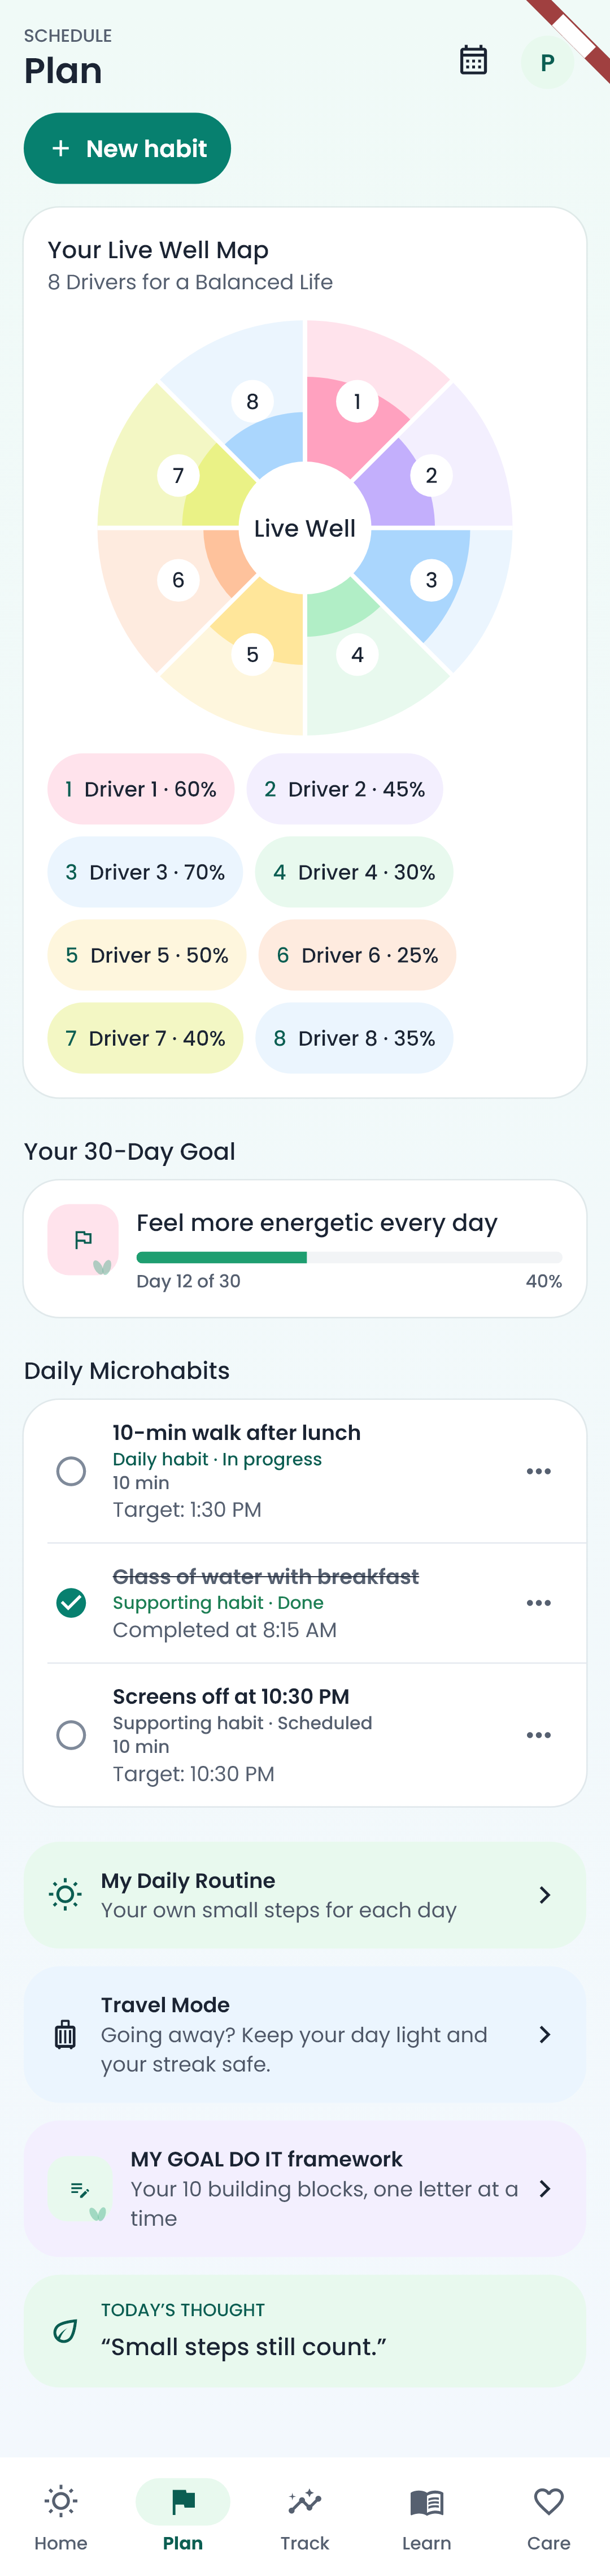 SCHEDULE
Plan
P
+ New habit
Your Live Well Map
8 Drivers for a Balanced Life
8
1
7
2
Live Well
6
3
5
4
1 Driver 1 · 60%
2 Driver 2 · 45%
3 Driver 3 · 70%
4 Driver 4 · 30%
5 Driver 5 · 50%
6 Driver 6 · 25%
7 Driver 7 · 40%
8 Driver 8 · 35%
Your 30-Day Goal
Feel more energetic every day
Day 12 of 30
40%
Daily Microhabits
10-min walk after lunch
Daily habit · In progress
10 min
Target: 1:30 PM
Glass of water with breakfast
Supporting habit · Done
Completed at 8:15 AM
Screens off at 10:30 PM
Supporting habit · Scheduled
10 min
Target: 10:30 PM
My Daily Routine
Your own small steps for each day
Travel Mode
Going away? Keep your day light and
your streak safe.
MY GOAL DO IT framework
Your 10 building blocks, one letter at a
time
TODAY’S THOUGHT
“Small steps still count.”
Home
Plan
Track
Learn
Care